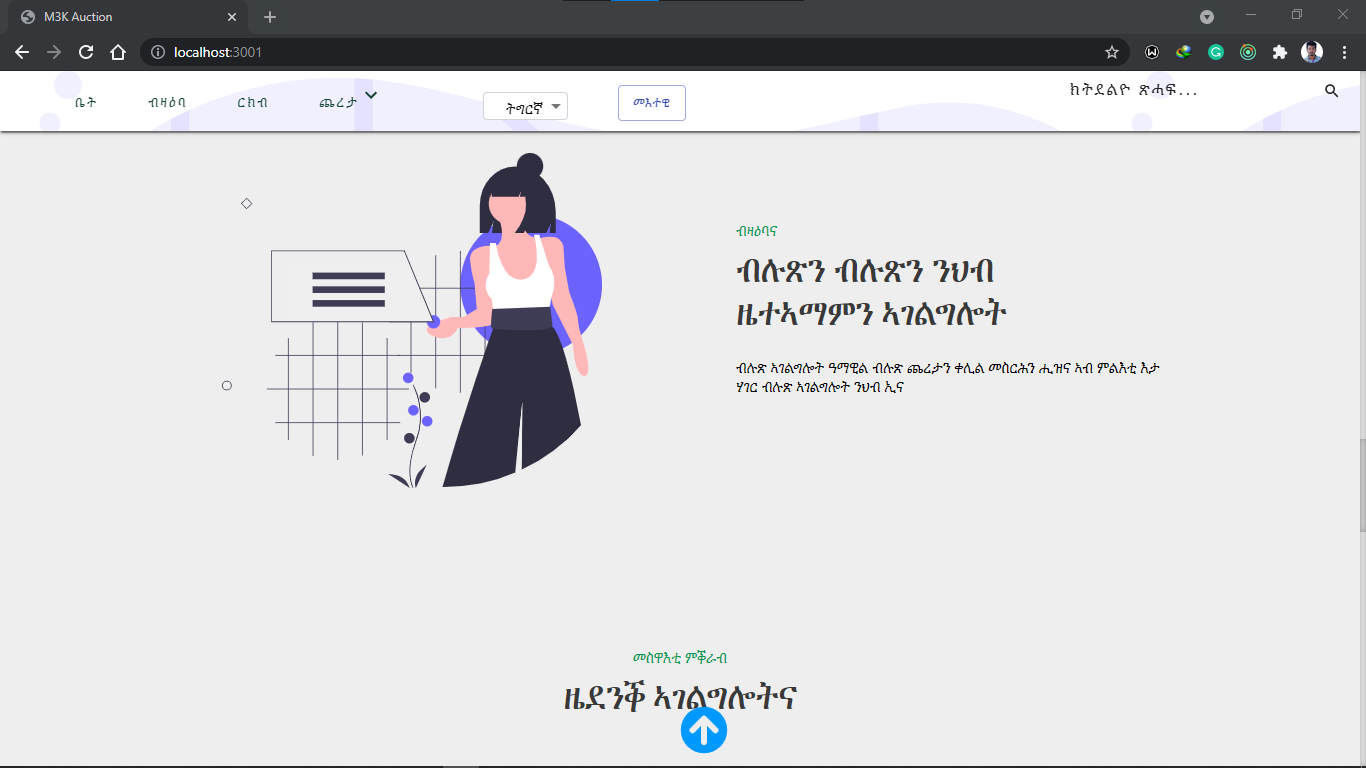 M3K Auction
localhost:3001
ቤት
ብዛዕባ
ርክብ
ጨረታ
ትግርኛ
መእተዊ
ክትደልዮ ጽሓፍ...
ብዛዕባና
ብሉጽን ብሉጽን ንህብ
ዜተኣማምን ኣገልግሎት
ብሉጽ ኣገልግሎት ዓማዊል ብሉጽ ጨረታን ቀሊል መስርሕን ሒዝና ኣብ ምልእቲ እታ
ሃገር ብሉጽ ኣገልግሎት ንህብ ኢና
መስዋእቲ ምቕራብ
ዜደንቕ ኣገልግሎትና